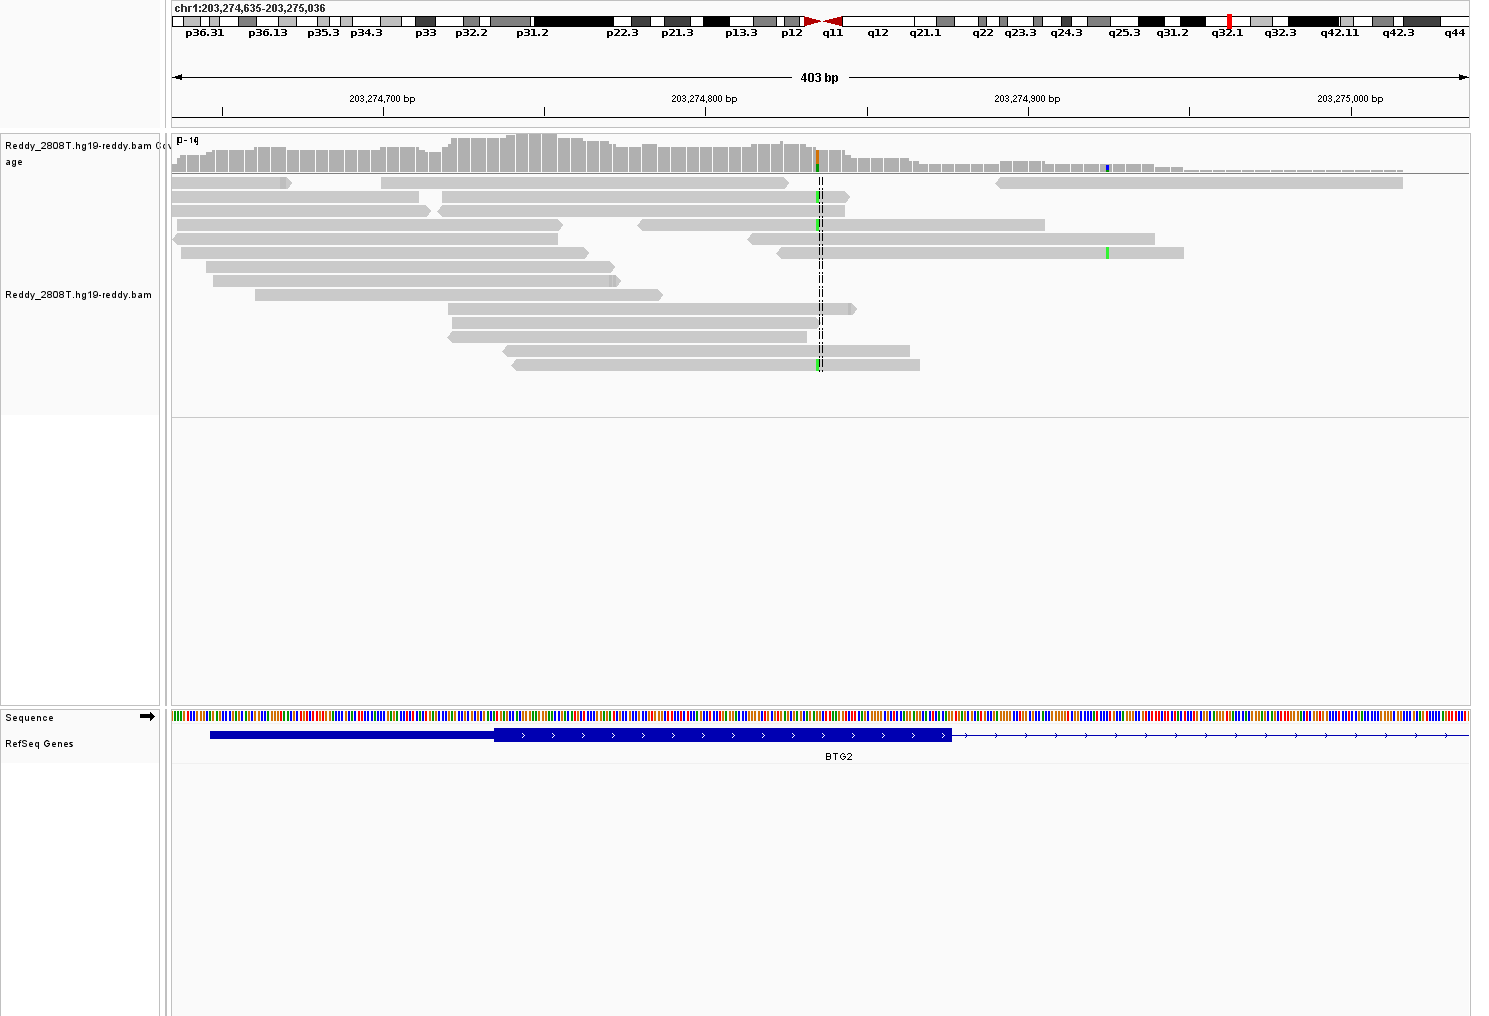 chr1:203,274,635-203,275,036
p36.31 p36.13 p35.3 p34.3 p33 p32.2 p31.2 p22.3 p21.3 p13.3 p12 q11 q12 q21.1 q22 q23.3 q24.3 q25.3 q31.2 q32.1 q32.3 q42.11 q42.3 q44
403 bp
203,274,700 bp 203,274,800 bp 203,274,900 bp 203,275,000 bp
Reddy_2808T.hg19-reddy.bam Cov
age
Reddy_2808T.hg19-reddy.bam
Sequence
RefSeq Genes
BTG2